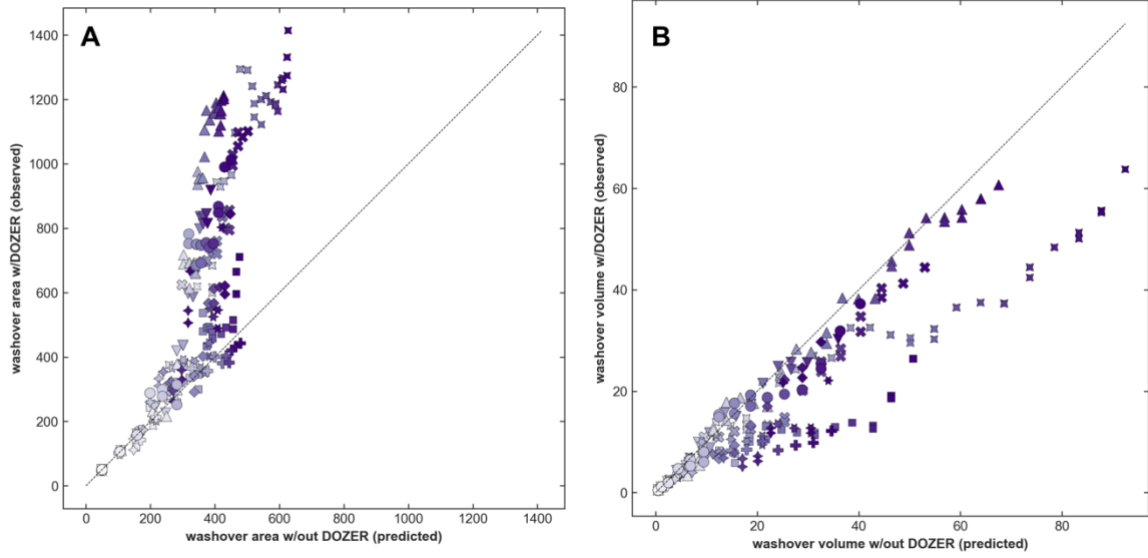 A
washover area w/DOZER (observed)
1400
1200
1000
800
600
400
200
0
0 200 400 600 800 1000 1200 1400
washover area w/out DOZER (predicted)
B
washover volume w/DOZER (observed)
80
60
40
20
0
0 20 40 60 80
washover volume w/out DOZER (predicted)